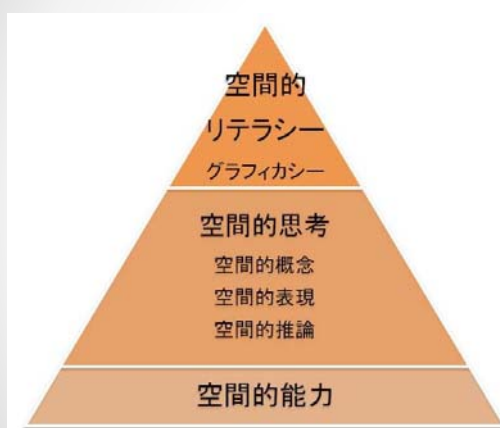 空間的
リテラシー
グラフィカシー
空間的思考
空間的概念
空間的表現
空間的推論
空間的能力